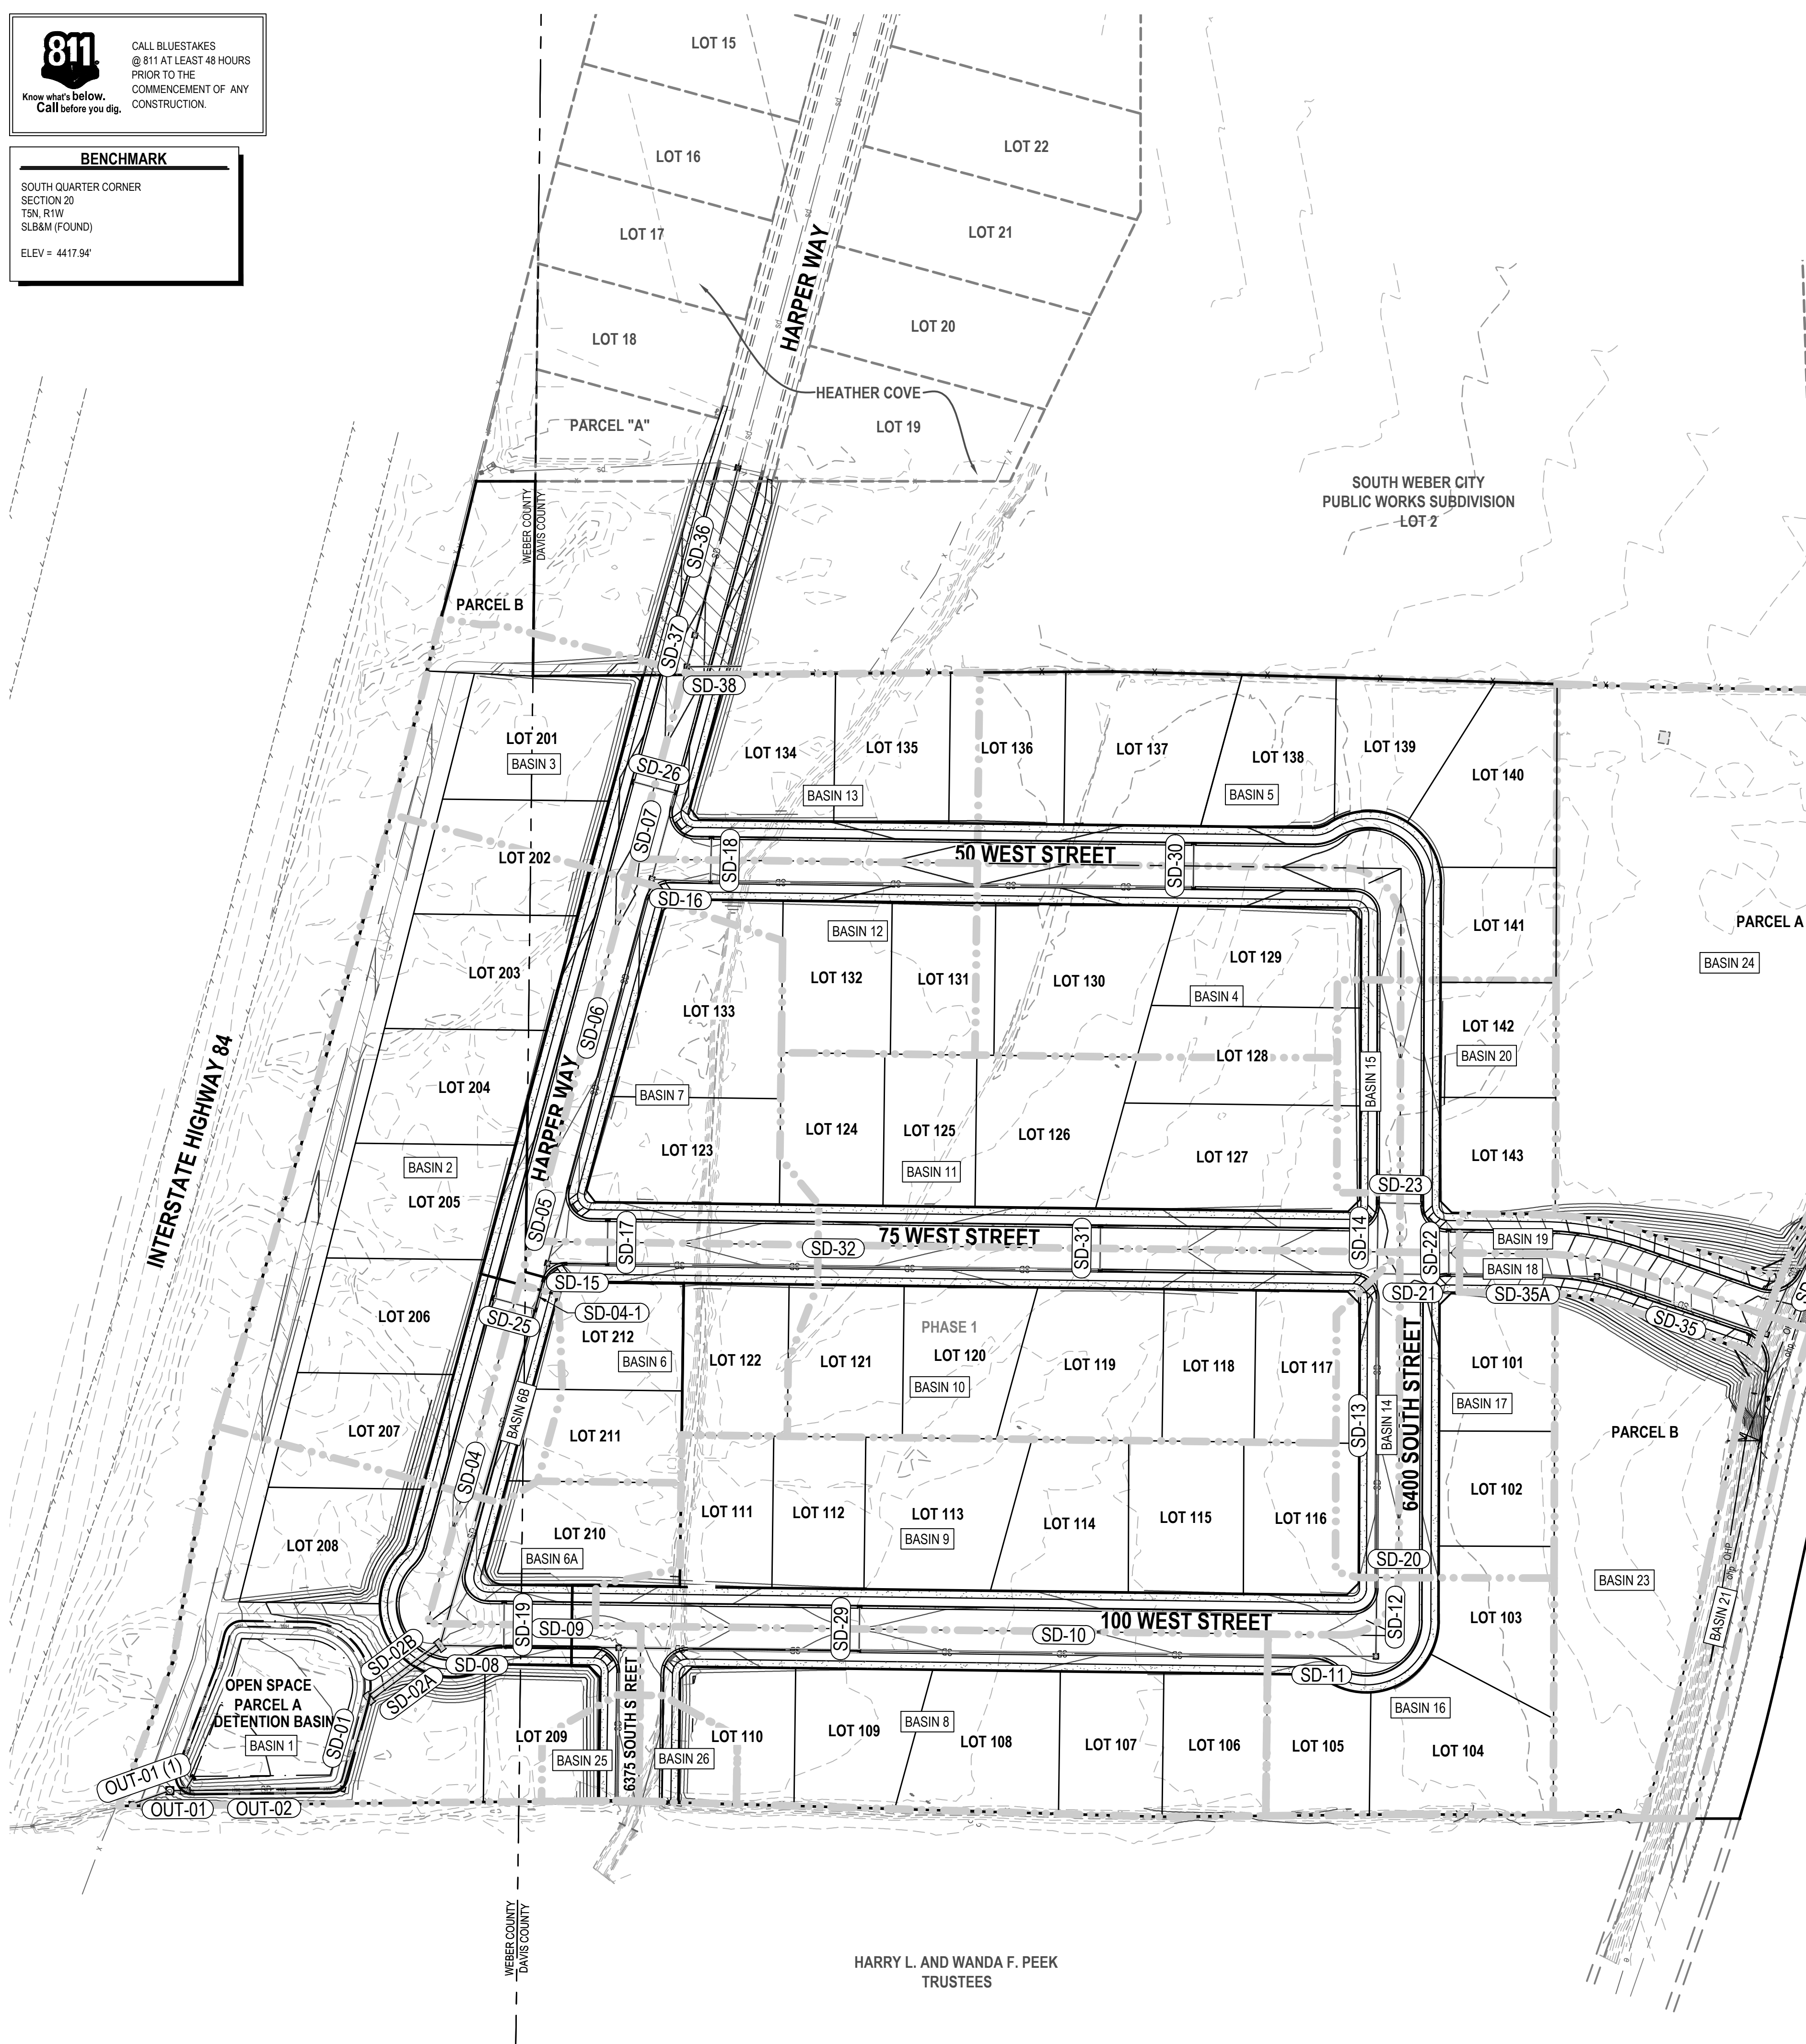 811
Know what's below.
Call before you dig.
CALL BLUESTAKES
@ 811 AT LEAST 48 HOURS
PRIOR TO THE
COMMENCEMENT OF ANY
CONSTRUCTION.
BENCHMARK
SOUTH QUARTER CORNER
SECTION 20
T5N, R1W
SLB&M (FOUND)
ELEV = 4417.94'
LOT 15
LOT 16
LOT 22
LOT 17
LOT 21
HARPER WAY
LOT 18
LOT 20
HEATHER COVE
PARCEL "A"
LOT 19
SOUTH WEBER CITY
PUBLIC WORKS SUBDIVISION
LOT 2
WEBER COUNTY
DAVIS COUNTY
SD-36
PARCEL B
SD-37
SD-38
LOT 201
BASIN 3
LOT 134
LOT 135
LOT 136
LOT 137
LOT 138
LOT 139
LOT 140
SD-26
BASIN 13
BASIN 5
SD-07
LOT 202
SD-18
50 WEST STREET
SD-30
SD-16
LOT 141
PARCEL A
BASIN 12
BASIN 24
LOT 203
LOT 132
LOT 131
LOT 130
LOT 129
BASIN 4
LOT 133
SD-06
LOT 142
BASIN 20
LOT 128
BASIN 15
INTERSTATE HIGHWAY 84
LOT 204
HARPER WAY
BASIN 7
LOT 124
LOT 125
LOT 126
LOT 123
LOT 127
LOT 143
BASIN 2
BASIN 11
LOT 205
SD-05
SD-23
SD-17
SD-32
75 WEST STREET
SD-31
SD-14
SD-22
BASIN 19
BASIN 18
SD-15
SD-21
SD-35A
SD-04-1
SD-25
SD-35
LOT 206
LOT 212
PHASE 1
BASIN 6
LOT 122
LOT 121
LOT 120
LOT 119
LOT 118
LOT 117
6400 SOUTH STREET
LOT 101
BASIN 10
BASIN 17
BASIN 6B
SD-13
BASIN 14
LOT 207
LOT 211
PARCEL B
SD-04
LOT 102
LOT 111
LOT 112
LOT 113
LOT 114
LOT 115
LOT 116
BASIN 9
LOT 208
LOT 210
BASIN 6A
SD-20
BASIN 23
BASIN 21
OHP
SD-19
SD-09
SD-29
SD-10
100 WEST STREET
SD-12
LOT 103
SD-02B
SD-08
SD-02A
SD-11
OPEN SPACE
PARCEL A
DETENTION BASIN
BASIN 1
SD-01
6375 SOUTH STREET
LOT 209
BASIN 25
BASIN 26
LOT 110
LOT 109
BASIN 8
LOT 108
LOT 107
LOT 106
LOT 105
BASIN 16
LOT 104
OUT-01 (1)
OUT-01
OUT-02
WEBER COUNTY
DAVIS COUNTY
HARRY L. AND WANDA F. PEEK
TRUSTEES